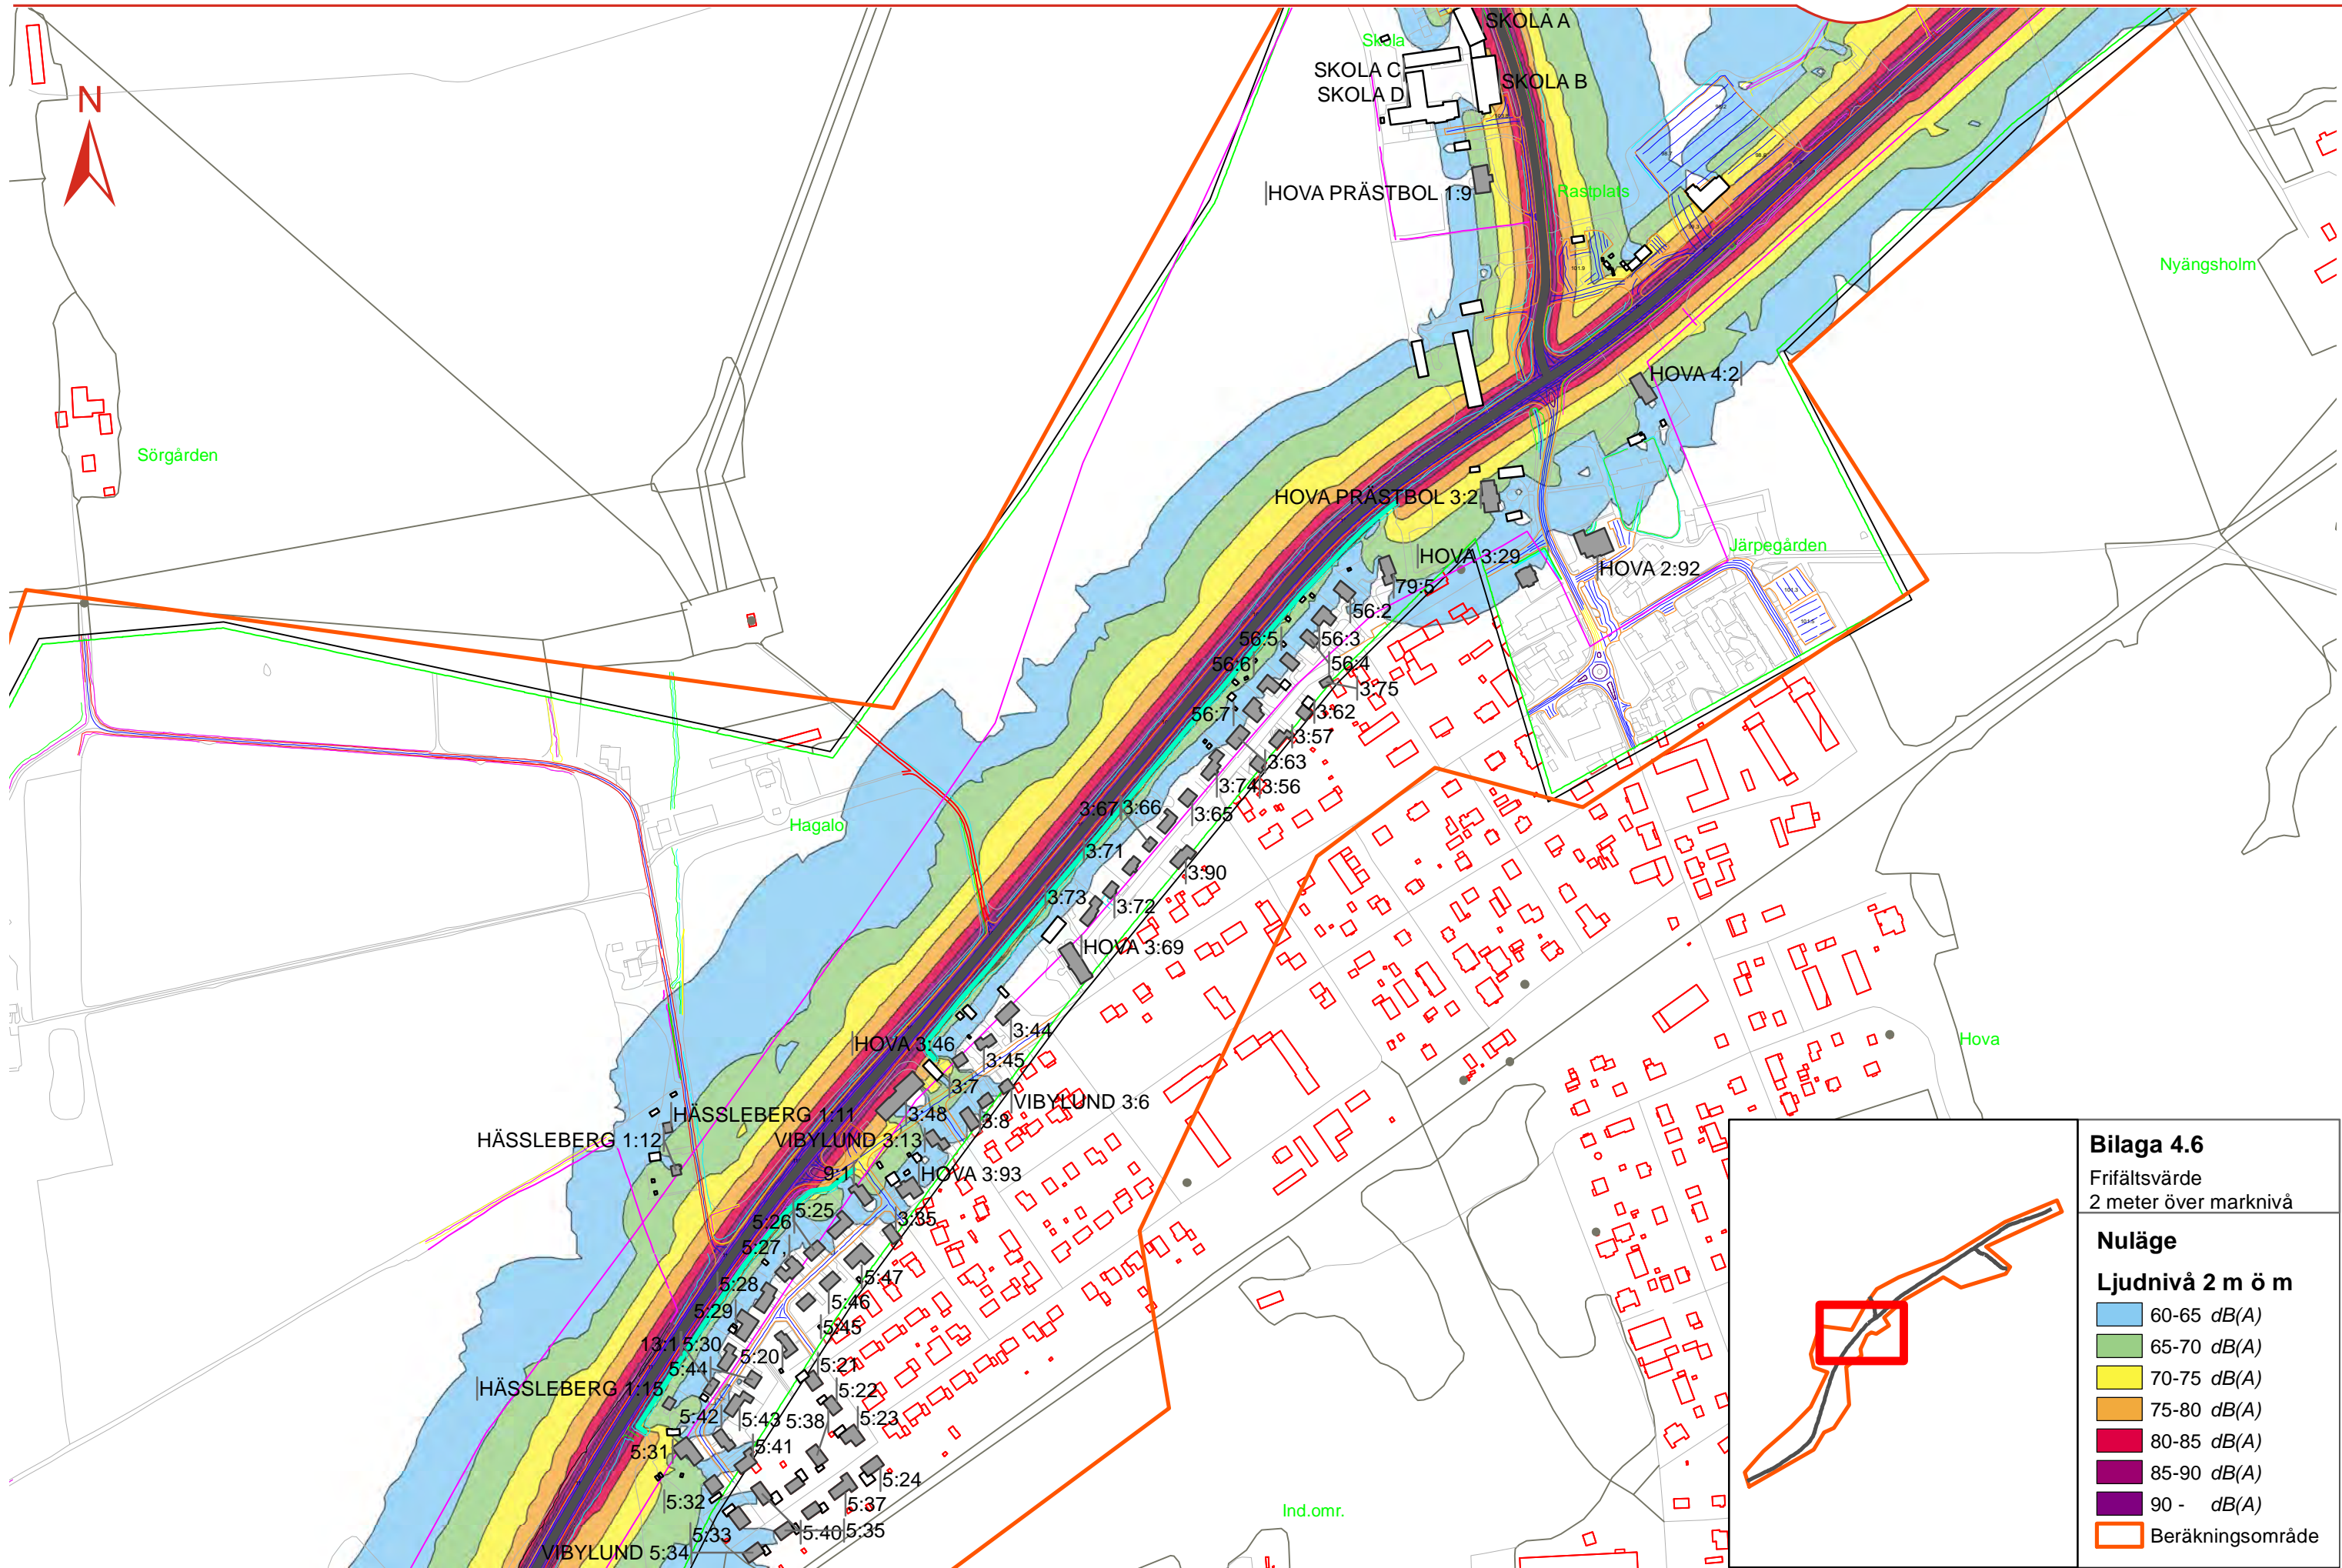 SKOLA A
Skola
SKOLA C
SKOLA B
SKOLA D
N
HOVA PRÄSTBOL 1:9
Rastplats
101.9
Nyängsholm
HOVA 4:2
Sörgården
HOVA PRÄSTBOL 3:2
Järpegården
HOVA 3:29
HOVA 2:92
79:5
101.3
56:2
101.5
56:5
56:3
56:6
56:4
3:75
56:7
3:62
3:57
3:63
3:74
3:56
3:67
3:66
3:65
Hagalo
3:71
3:90
3:73
3:72
HOVA 3:69
3:44
Hova
HOVA 3:46
3:45
3:7
VIBYLUND 3:6
HÄSSLEBERG 1:11
3:48
3:8
HÄSSLEBERG 1:12
VIBYLUND 3:13
9:1
HOVA 3:93
5:25
5:26
3:35
5:27,
5:28
5:47
5:46
5:29
5:45
13:1
5:30
5:20
5:44
5:21
HÄSSLEBERG 1:15
5:22
5:42
5:43
5:38
5:23
5:41
5:31
5:24
5:32
5:37
Ind.omr.
5:33
5:40
5:35
VIBYLUND 5:34
Bilaga 4.6
Frifältsvärde
2 meter över marknivå
Nuläge
Ljudnivå 2 m ö m
60-65 dB(A)
65-70 dB(A)
70-75 dB(A)
75-80 dB(A)
80-85 dB(A)
85-90 dB(A)
90 - dB(A)
Beräkningsområde